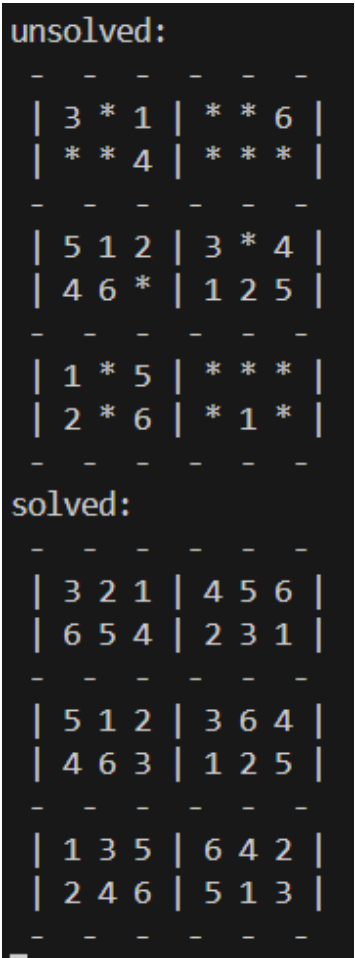 unsolved:
- - - - - -
| 3 * 1 | * * 6 |
| * * 4 | * * * |
- - - - - -
| 5 1 2 | 3 * 4 |
| 4 6 * | 1 2 5 |
- - - - - -
| 1 * 5 | * * * |
| 2 * 6 | * 1 * |
- - - - - -
solved:
- - - - - -
| 3 2 1 | 4 5 6 |
| 6 5 4 | 2 3 1 |
- - - - - -
| 5 1 2 | 3 6 4 |
| 4 6 3 | 1 2 5 |
- - - - - -
| 1 3 5 | 6 4 2 |
| 2 4 6 | 5 1 3 |
- - - - - -